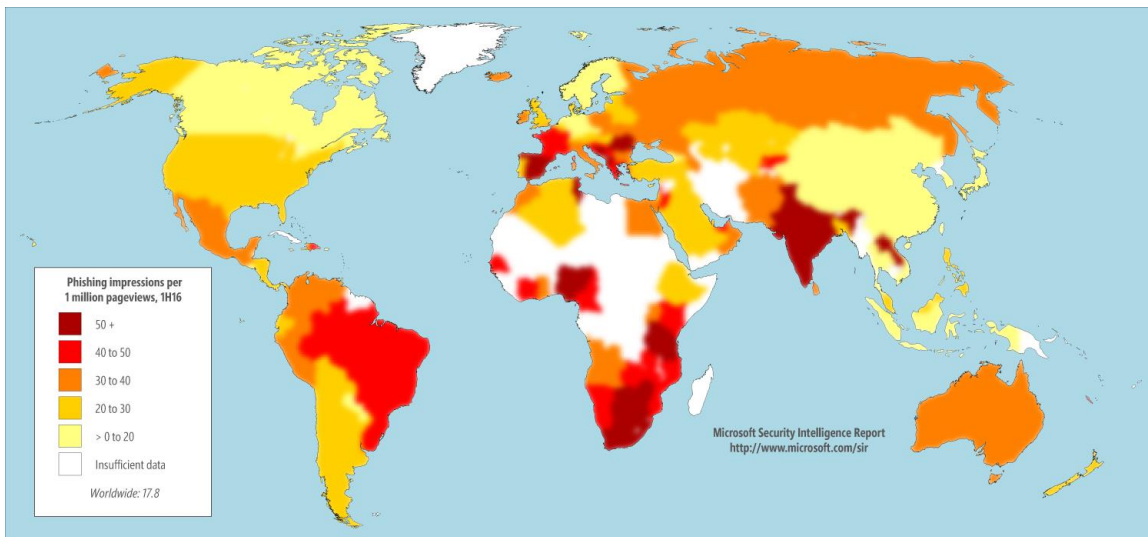 Phishing impressions per
1 million pageviews, 1H16
50 +
40 to 50
30 to 40
20 to 30
> 0 to 20
Insufficient data
Worldwide: 17.8
Microsoft Security Intelligence Report
http://www.microsoft.com/sir